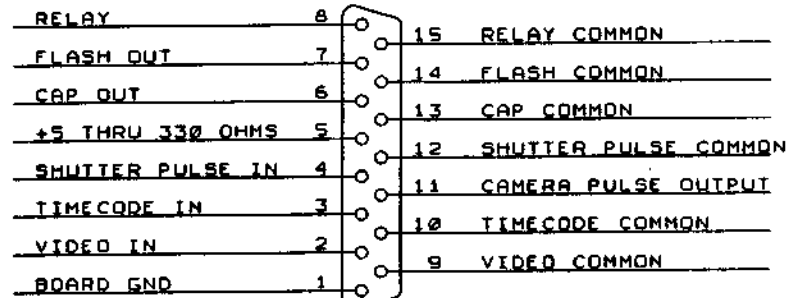 RELAY 8
15 RELAY COMMON
FLASH OUT 7
14 FLASH COMMON
CAP OUT 6
13 CAP COMMON
+5 THRU 330 OHMS 5
12 SHUTTER PULSE COMMON
SHUTTER PULSE IN 4
11 CAMERA PULSE OUTPUT
TIMECODE IN 3
10 TIMECODE COMMON
VIDEO IN 2
9 VIDEO COMMON
BOARD GND 1